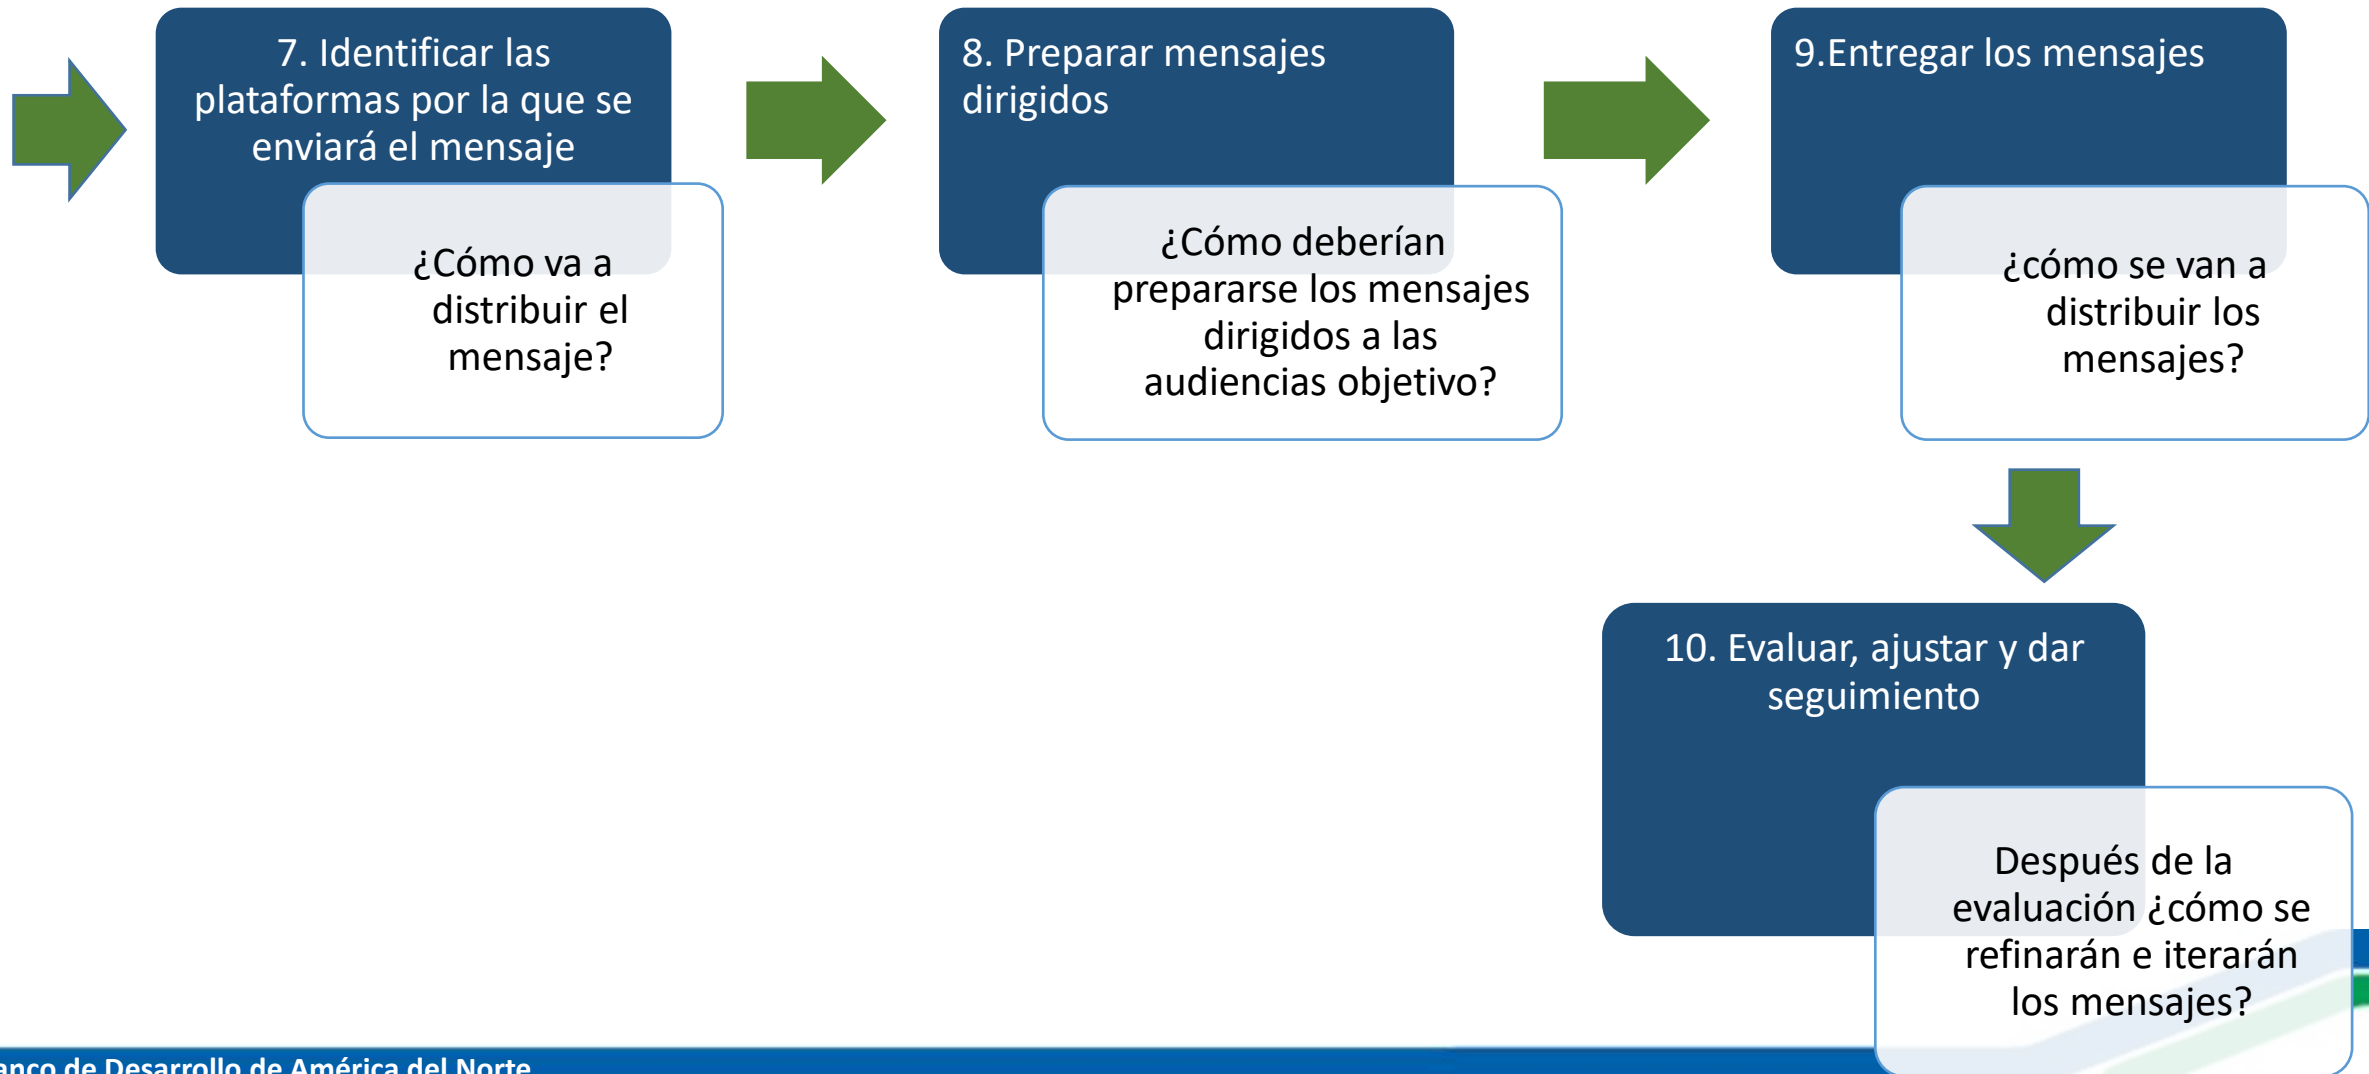 7. Identificar las
plataformas por la que se
enviará el mensaje
¿Cómo va a
distribuir el
mensaje?
8. Preparar mensajes
dirigidos
¿Cómo deberían
prepararse los mensajes
dirigidos a las
audiencias objetivo?
9.Entregar los mensajes
¿cómo se van a
distribuir los
mensajes?
10. Evaluar, ajustar y dar
seguimiento
Después de la
evaluación ¿cómo se
refinarán e iterarán
los mensajes?
anco de Desarrollo de América del Norte